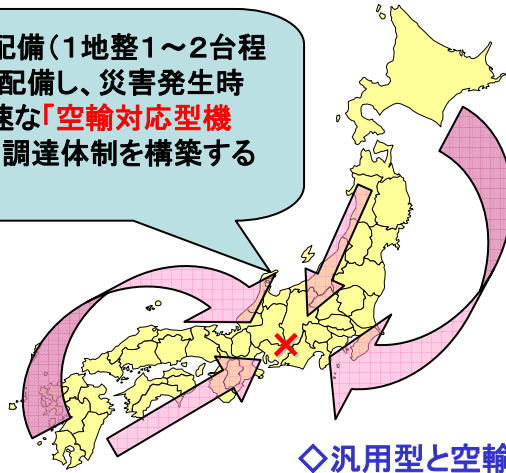 配備（１地整１～２台程
配備し、災害発生時
速な「空輸対応型機
調達体制を構築する
◇汎用型と空輸